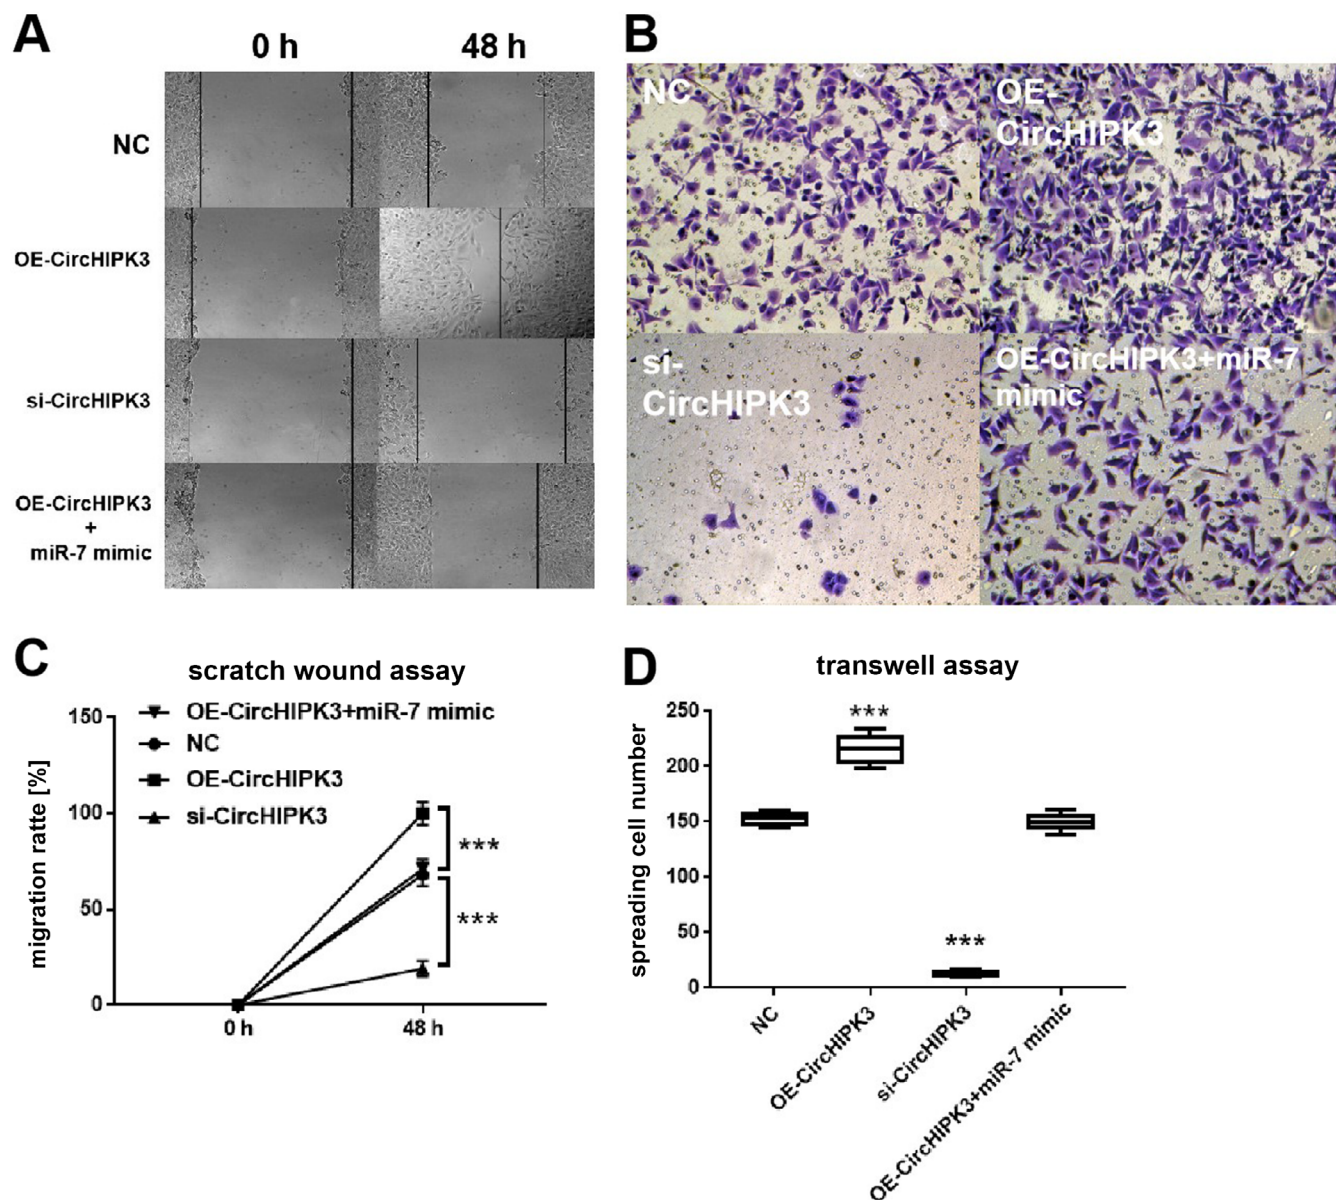 A
0 h
48 h
NC
OE-CircHIPK3
si-CircHIPK3
OE-CircHIPK3
+
miR-7 mimic
B
NC
OE-
CircHIPK3
si-
CircHIPK3
OE-CircHIPK3+miR-7
mimic
C
scratch wound assay
OE-CircHIPK3+miR-7 mimic
NC
OE-CircHIPK3
si-CircHIPK3
migration ratte [%]
150
100
50
0
***
***
0 h
48 h
D
transwell assay
spreading cell number
250
200
150
100
50
0
***
***
NC
OE-CircHIPK3
si-CircHIPK3
OE-CircHIPK3+miR-7 mimic